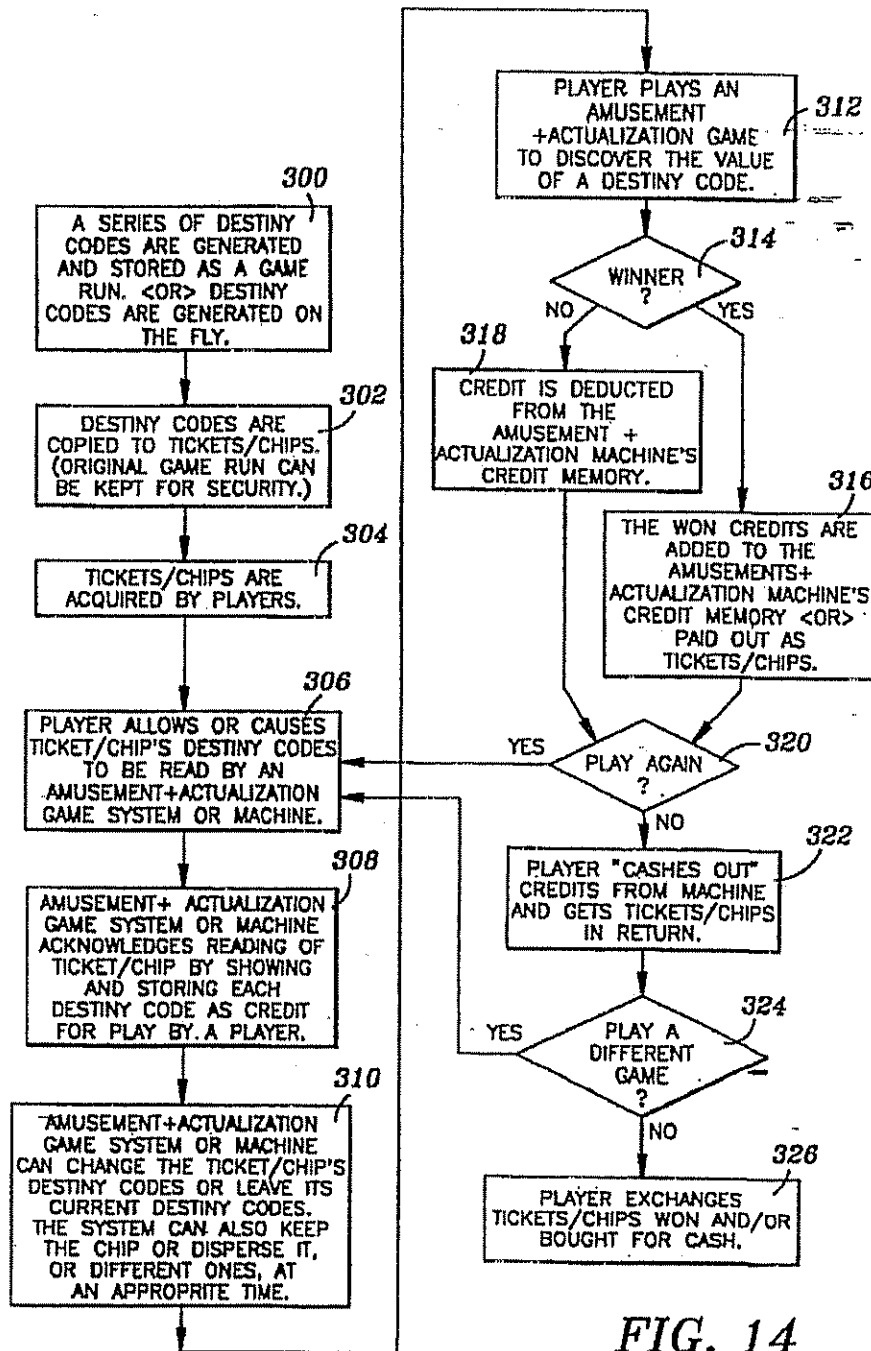 300
A SERIES OF DESTINY
CODES ARE GENERATED
AND STORED AS A GAME
RUN. <OR> DESTINY
CODES ARE GENERATED ON
THE FLY.
302
DESTINY CODES ARE
COPIED TO TICKETS/CHIPS.
(ORIGINAL GAME RUN CAN
BE KEPT FOR SECURITY.)
304
TICKETS/CHIPS ARE
ACQUIRED BY PLAYERS.
306
PLAYER ALLOWS OR CAUSES
TICKET/CHIP'S DESTINY CODES
TO BE READ BY AN
AMUSEMENT+ACTUALIZATION
GAME SYSTEM OR MACHINE.
308
AMUSEMENT+ ACTUALIZATION
GAME SYSTEM OR MACHINE
ACKNOWLEDGES READING OF
TICKET/CHIP BY SHOWING
AND STORING EACH
DESTINY CODE AS CREDIT
FOR PLAY BY. A PLAYER.
310
AMUSEMENT+ACTUALIZATION
GAME SYSTEM OR MACHINE
CAN CHANGE THE TICKET/CHIP'S
DESTINY CODES OR LEAVE ITS
CURRENT DESTINY CODES.
THE SYSTEM CAN ALSO KEEP
THE CHIP OR DISPERSE IT,
OR DIFFERENT ONES, AT
AN APPROPRITE TIME.
312
PLAYER PLAYS AN
AMUSEMENT
+ACTUALIZATION GAME
TO DISCOVER THE VALUE
OF A DESTINY CODE.
314
WINNER
?
NO
YES
318
CREDIT IS DEDUCTED
FROM THE
AMUSEMENT +
ACTUALIZATION MACHINE'S
CREDIT MEMORY.
316
THE WON CREDITS ARE
ADDED TO THE
AMUSEMENTS+
ACTUALIZATION MACHINE'S
CREDIT MEMORY <OR>
PAID OUT AS
TICKETS/CHIPS.
320
YES
PLAY AGAIN
?
NO
322
PLAYER "CASHES OUT"
CREDITS FROM MACHINE
AND GETS TICKETS/CHIPS
IN RETURN.
324
YES
PLAY A
DIFFERENT
GAME
?
NO
326
PLAYER EXCHANGES
TICKETS/CHIPS WON AND/OR
BOUGHT FOR CASH.
FIG. 14